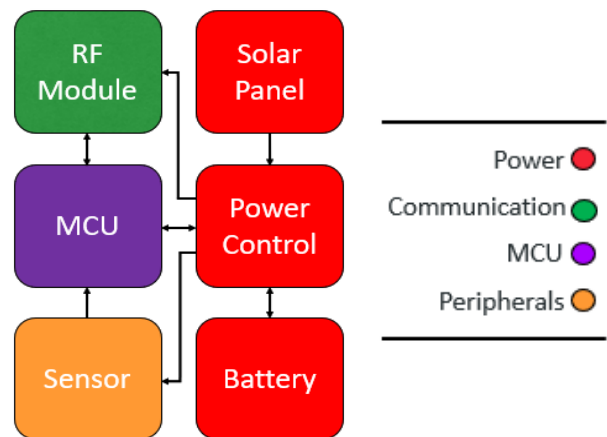 RF
Module
Solar
Panel
MCU
Power
Control
Sensor
Battery
Power
Communication
MCU
Peripherals